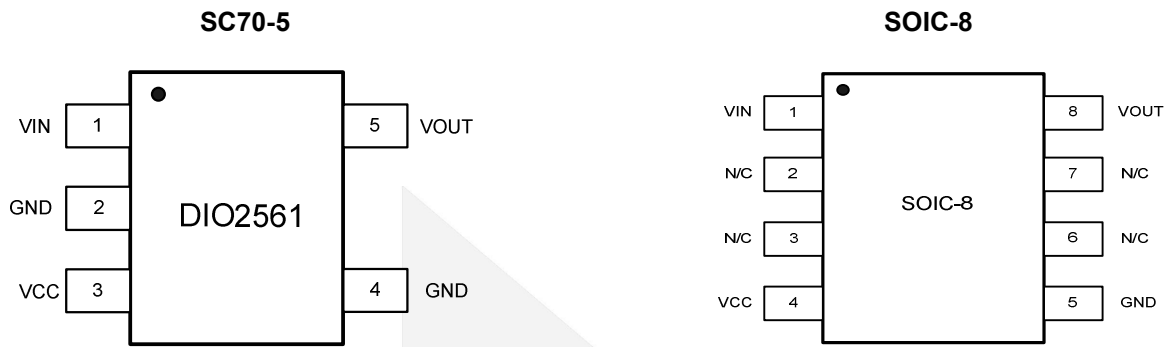 SC70-5
SOIC-8
VIN 1
5 VOUT
GND 2
DIO2561
VCC 3
4 GND
VIN 1
8 VOUT
N/C 2
7 N/C
SOIC-8
N/C 3
6 N/C
VCC 4
5 GND